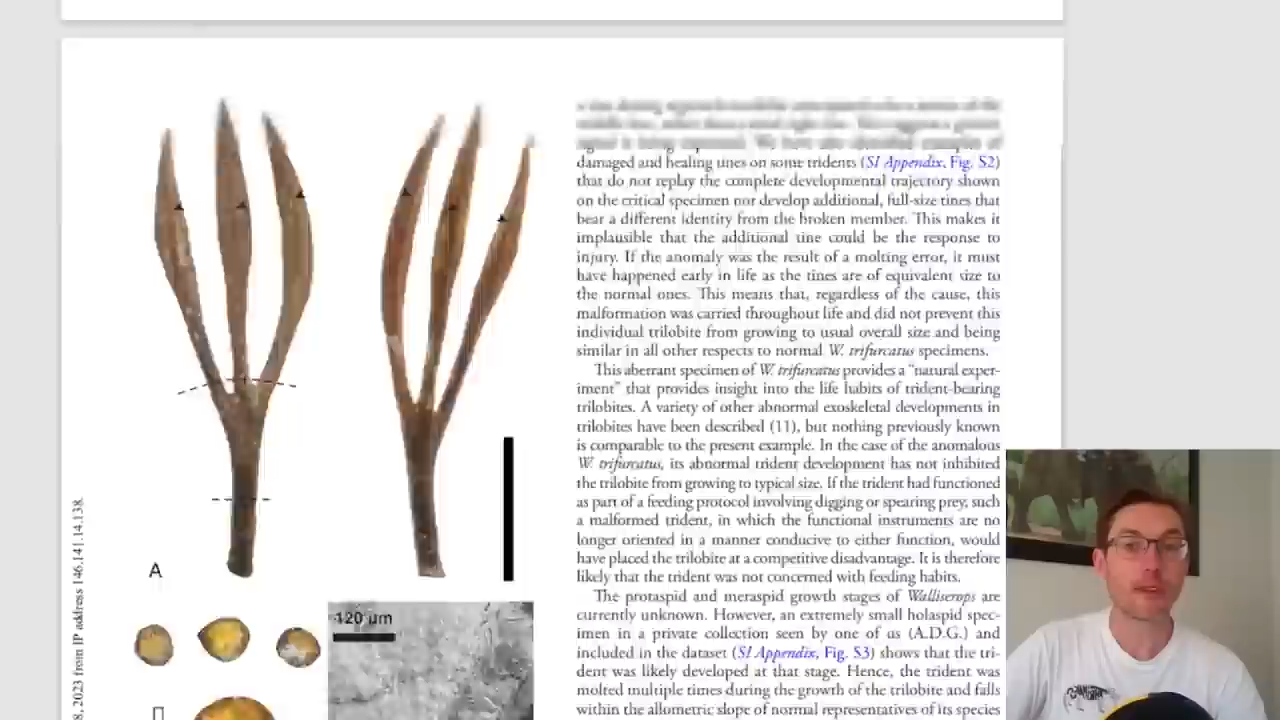 damaged and healing tines on some tridents (SI Appendix, Fig. S2)
that do not replay the complete developmental trajectory shown
on the critical specimen nor develop additional, full-size tines that
bear a different identity from the broken member. This makes it
implausible that the additional tine could be the response to
injury. If the anomaly was the result of a molting error, it must
have happened early in life as the tines are of equivalent size to
the normal ones. This means that, regardless of the cause, this
malformation was carried throughout life and did not prevent this
individual trilobite from growing to usual overall size and being
similar in all other respects to normal W. trifurcatus specimens.
This aberrant specimen of W. trifurcatus provides a “natural exper-
iment” that provides insight into the life habits of trident-bearing
trilobites. A variety of other abnormal exoskeletal developments in
trilobites have been described (11), but nothing previously known
is comparable to the present example. In the case of the anomalous
W. trifurcatus, its abnormal trident development has not inhibited
the trilobite from growing to typical size. If the trident had functioned
as part of a feeding protocol involving digging or spearing prey, such
a malformed trident, in which the functional instruments are no
longer oriented in a manner conducive to either function, would
have placed the trilobite at a competitive disadvantage. It is therefore
likely that the trident was not concerned with feeding habits.
The protaspid and meraspid growth stages of Walliserops are
currently unknown. However, an extremely small holaspid spec-
imen in a private collection seen by one of us (A.D.G.) and
included in the dataset (SI Appendix, Fig. S3) shows that the tri-
dent was likely developed at that stage. Hence, the trident was
molted multiple times during the growth of the trilobite and falls
within the allometric slope of normal representatives of its species
A
120 µm
8, 2023 from IP address 146.141.14.138.